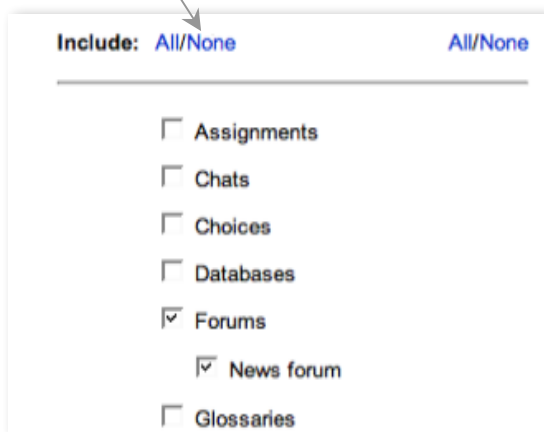 Include: All/None All/None
Assignments
Chats
Choices
Databases
Forums
News forum
Glossaries